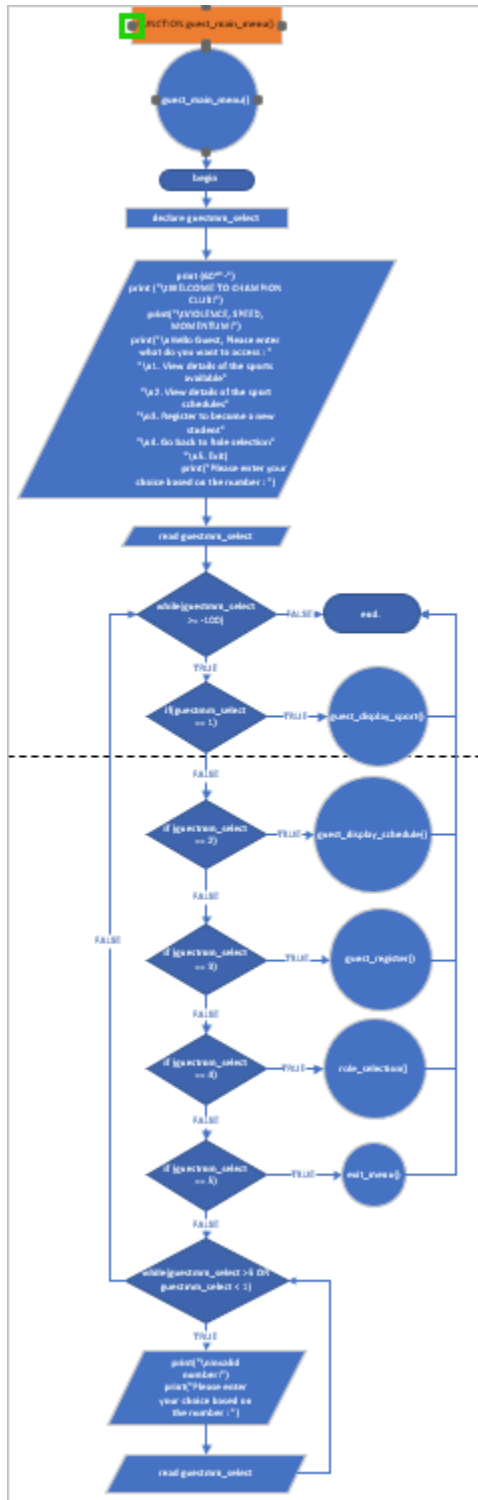 FUNCTION guest_main_menu()
guest_main_menu()
begin
declare guestmm_select
print (60*"-")
print ("\nWELCOME TO CHAMPION
CLUB!")
print("\nVIOLENCE, SPEED,
MOMENTUM!")
print("\nHello Guest, Please enter
what do you want to access : "
"\n1. View details of the sports
available"
"\n2. View details of the sport
schedules"
"\n3. Register to become a new
student"
"\n4. Go back to Role selection"
"\n5. Exit)
print("Please enter your
choice based on the number : ")
read guestmm_select
while(guestmm_select
>= -100)
FALSE
end.
TRUE
if(guestmm_select
== 1)
TRUE
guest_display_sport()
FALSE
if (guestmm_select
== 2)
TRUE
guest_display_schedule()
FALSE
FALSE
if (guestmm_select
== 3)
TRUE
guest_register()
FALSE
if (guestmm_select
== 4)
TRUE
role_selection()
FALSE
if (guestmm_select
== 5)
TRUE
exit_menu()
FALSE
while(guestmm_select >5 OR
guestmm_select < 1)
TRUE
print("\nInvalid
number!")
print("Please enter
your choice based on
the number : ")
read guestmm_select